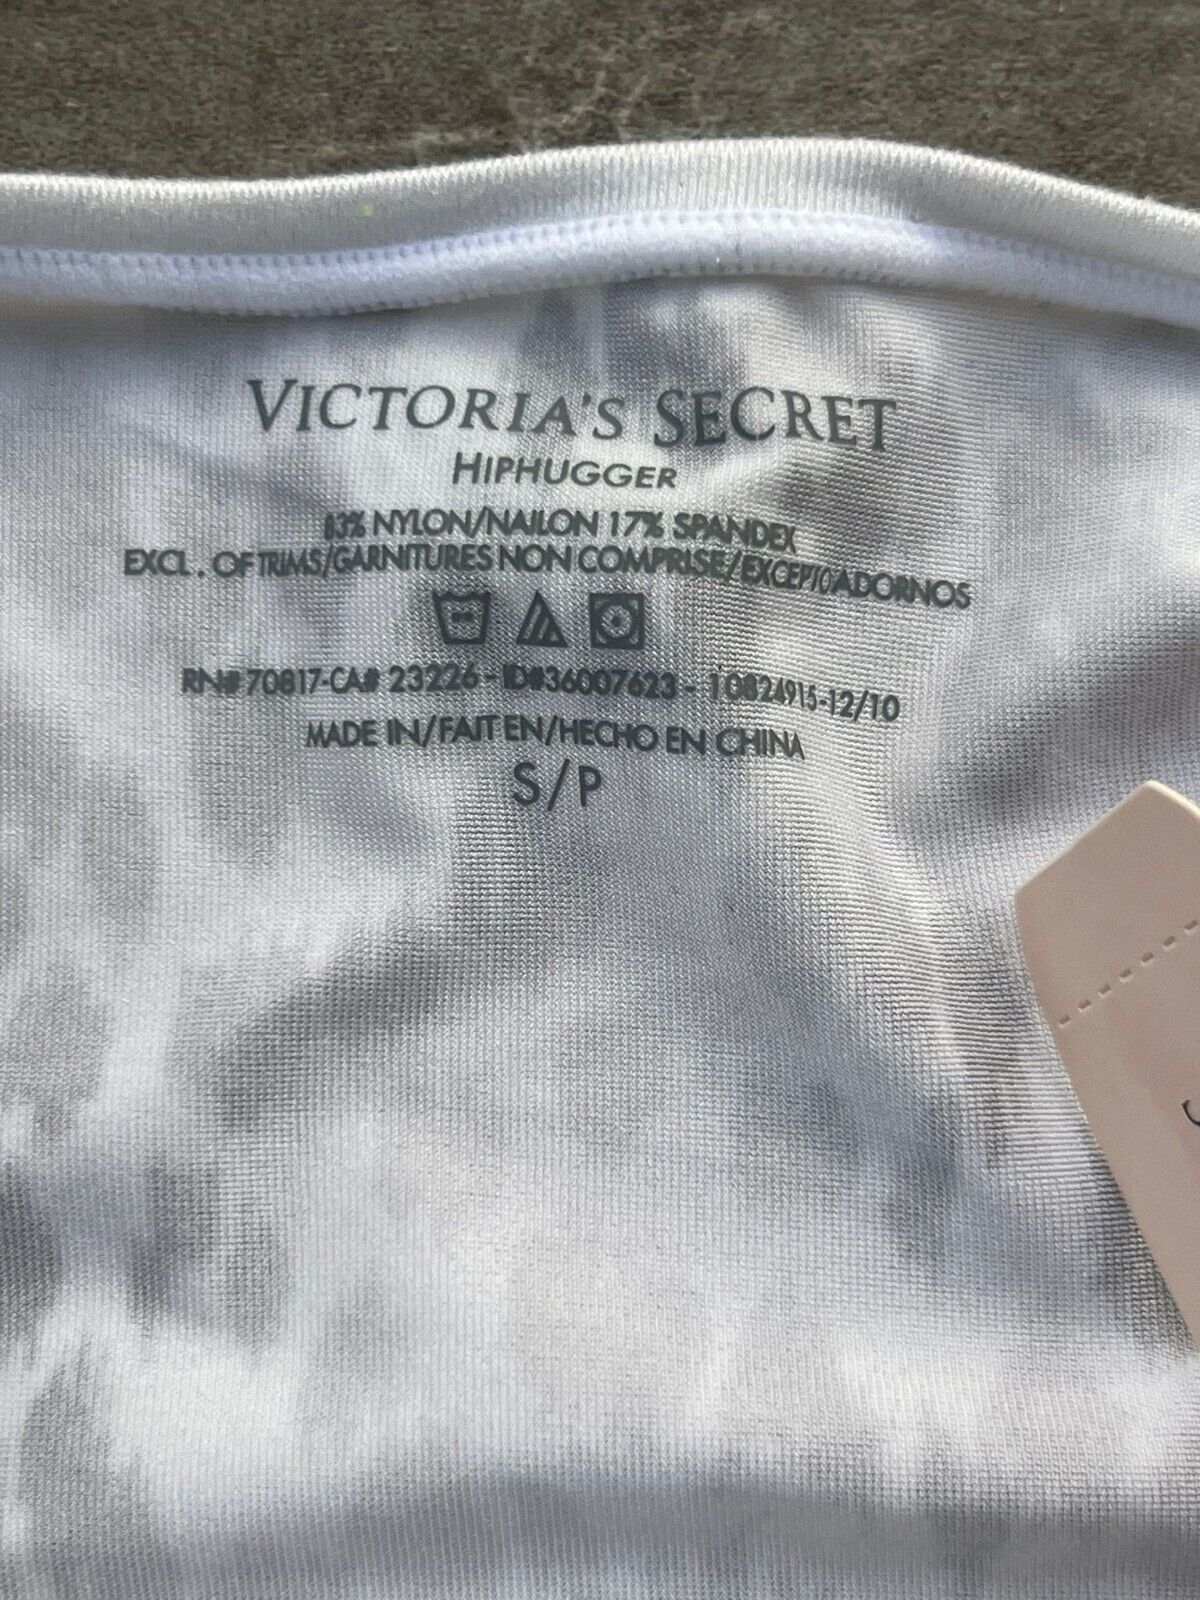 VICTORIA'S SECRET
HIPHUGGER
83% NYLON/NAILON 17% SPANDEX
EXCL. OF TRIMS/GARNITURES NON COMPRISE/EXCEPTO ADORNOS
RN# 70817-CA# 23226 - ID#36007623 - 10824915-12/10
MADE IN/FAIT EN/HECHO EN CHINA
S/P